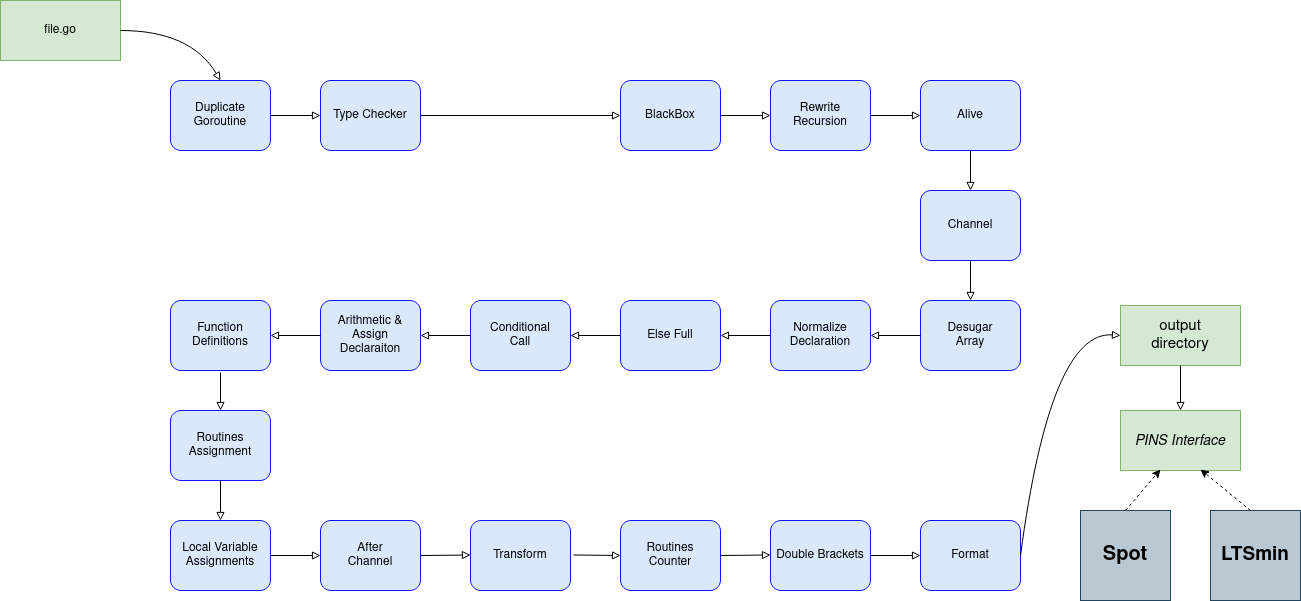 file.go
Duplicate
Goroutine
Type Checker
BlackBox
Rewrite
Recursion
Alive
Channel
Function
Definitions
Arithmetic &
Assign
Declaraiton
Conditional
Call
Else Full
Normalize
Declaration
Desugar
Array
output
directory
Routines
Assignment
PINS Interface
Local Variable
Assignments
After
Channel
Transform
Routines
Counter
Double Brackets
Format
Spot
LTSmin